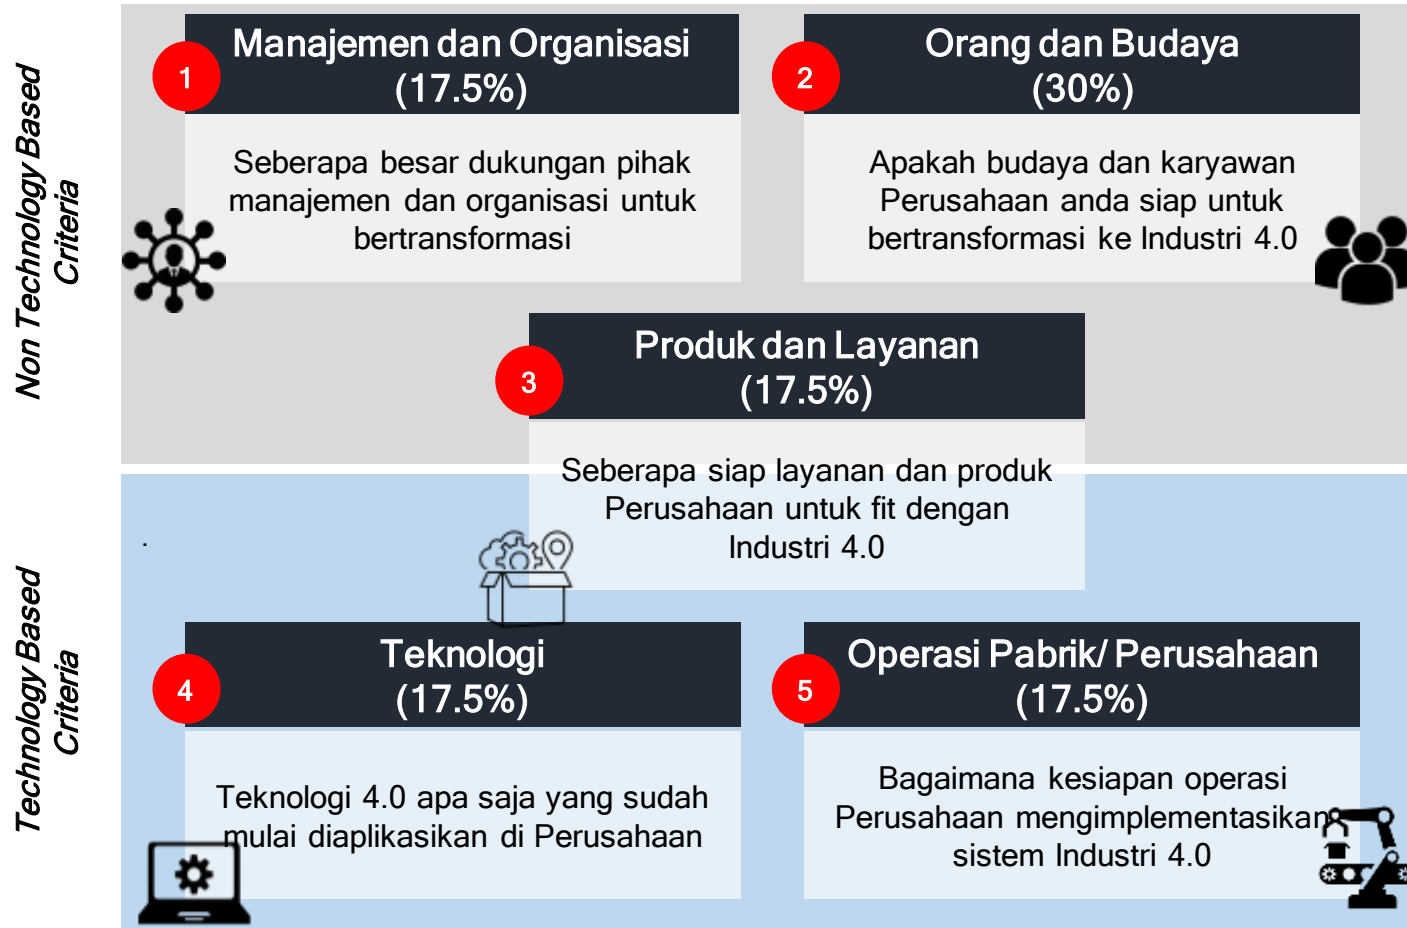 Non Technology Based
Criteria
1
Manajemen dan Organisasi
(17.5%)
Seberapa besar dukungan pihak
manajemen dan organisasi untuk
bertransformasi
2
Orang dan Budaya
(30%)
Apakah budaya dan karyawan
Perusahaan anda siap untuk
bertransformasi ke Industri 4.0
3
Produk dan Layanan
(17.5%)
Seberapa siap layanan dan produk
Perusahaan untuk fit dengan
Industri 4.0
Technology Based
Criteria
.
4
Teknologi
(17.5%)
Teknologi 4.0 apa saja yang sudah
mulai diaplikasikan di Perusahaan
5
Operasi Pabrik/ Perusahaan
(17.5%)
Bagaimana kesiapan operasi
Perusahaan mengimplementasikan
sistem Industri 4.0